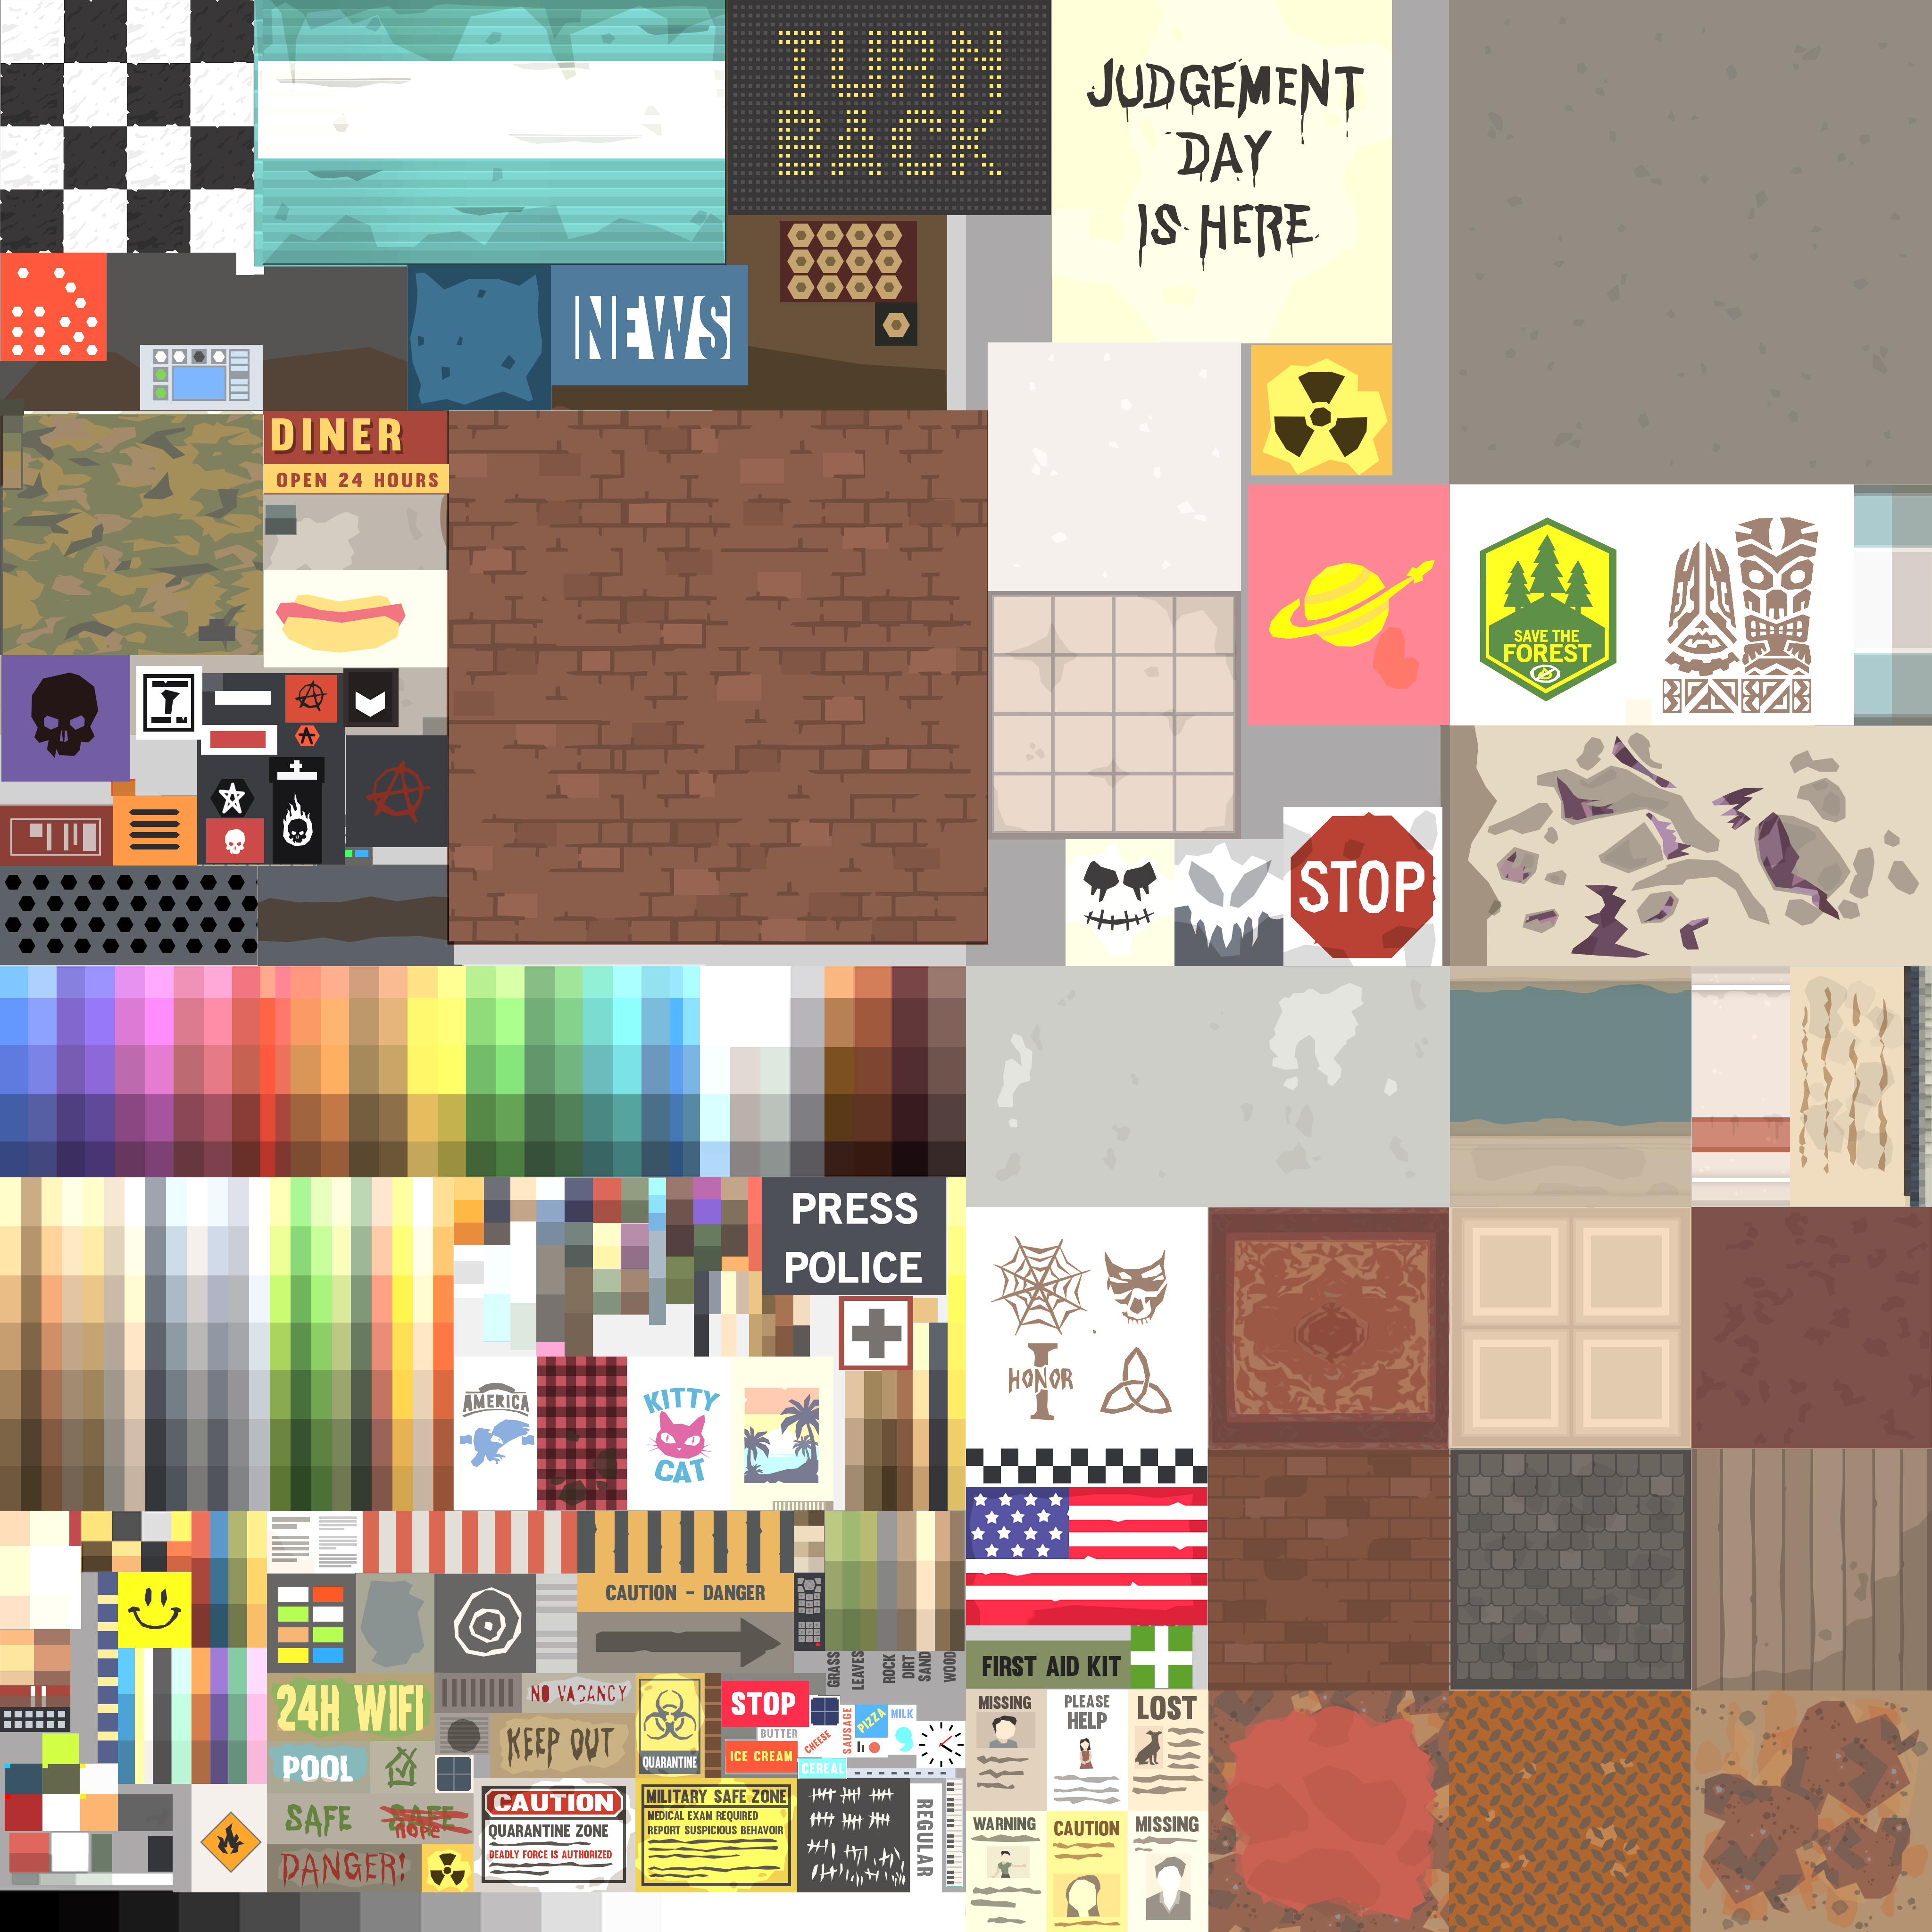 TURN
BACK
JUDGEMENT
DAY
IS HERE
NEWS
DINER
OPEN 24 HOURS
SAVE THE
FOREST
STOP
PRESS
POLICE
AMERICA
KITTY
CAT
HONOR
CAUTION - DANGER
FIRST AID KIT
GRASS
LEAVES
ROCK
DIRT
SAND
WOOD
24H WIFI
NO VACANCY
KEEP OUT
QUARANTINE
STOP
BUTTER
ICE CREAM
CHEESE
SAUSAGE
PIZZA
MILK
CEREAL
POOL
SAFE
SAFE
NOPE
DANGER!
CAUTION
QUARANTINE ZONE
DEADLY FORCE IS AUTHORIZED
MILITARY SAFE ZONE
MEDICAL EXAM REQUIRED
REPORT SUSPICIOUS BEHAVOIR
REGULAR
MISSING
PLEASE
HELP
LOST
WARNING
CAUTION
MISSING